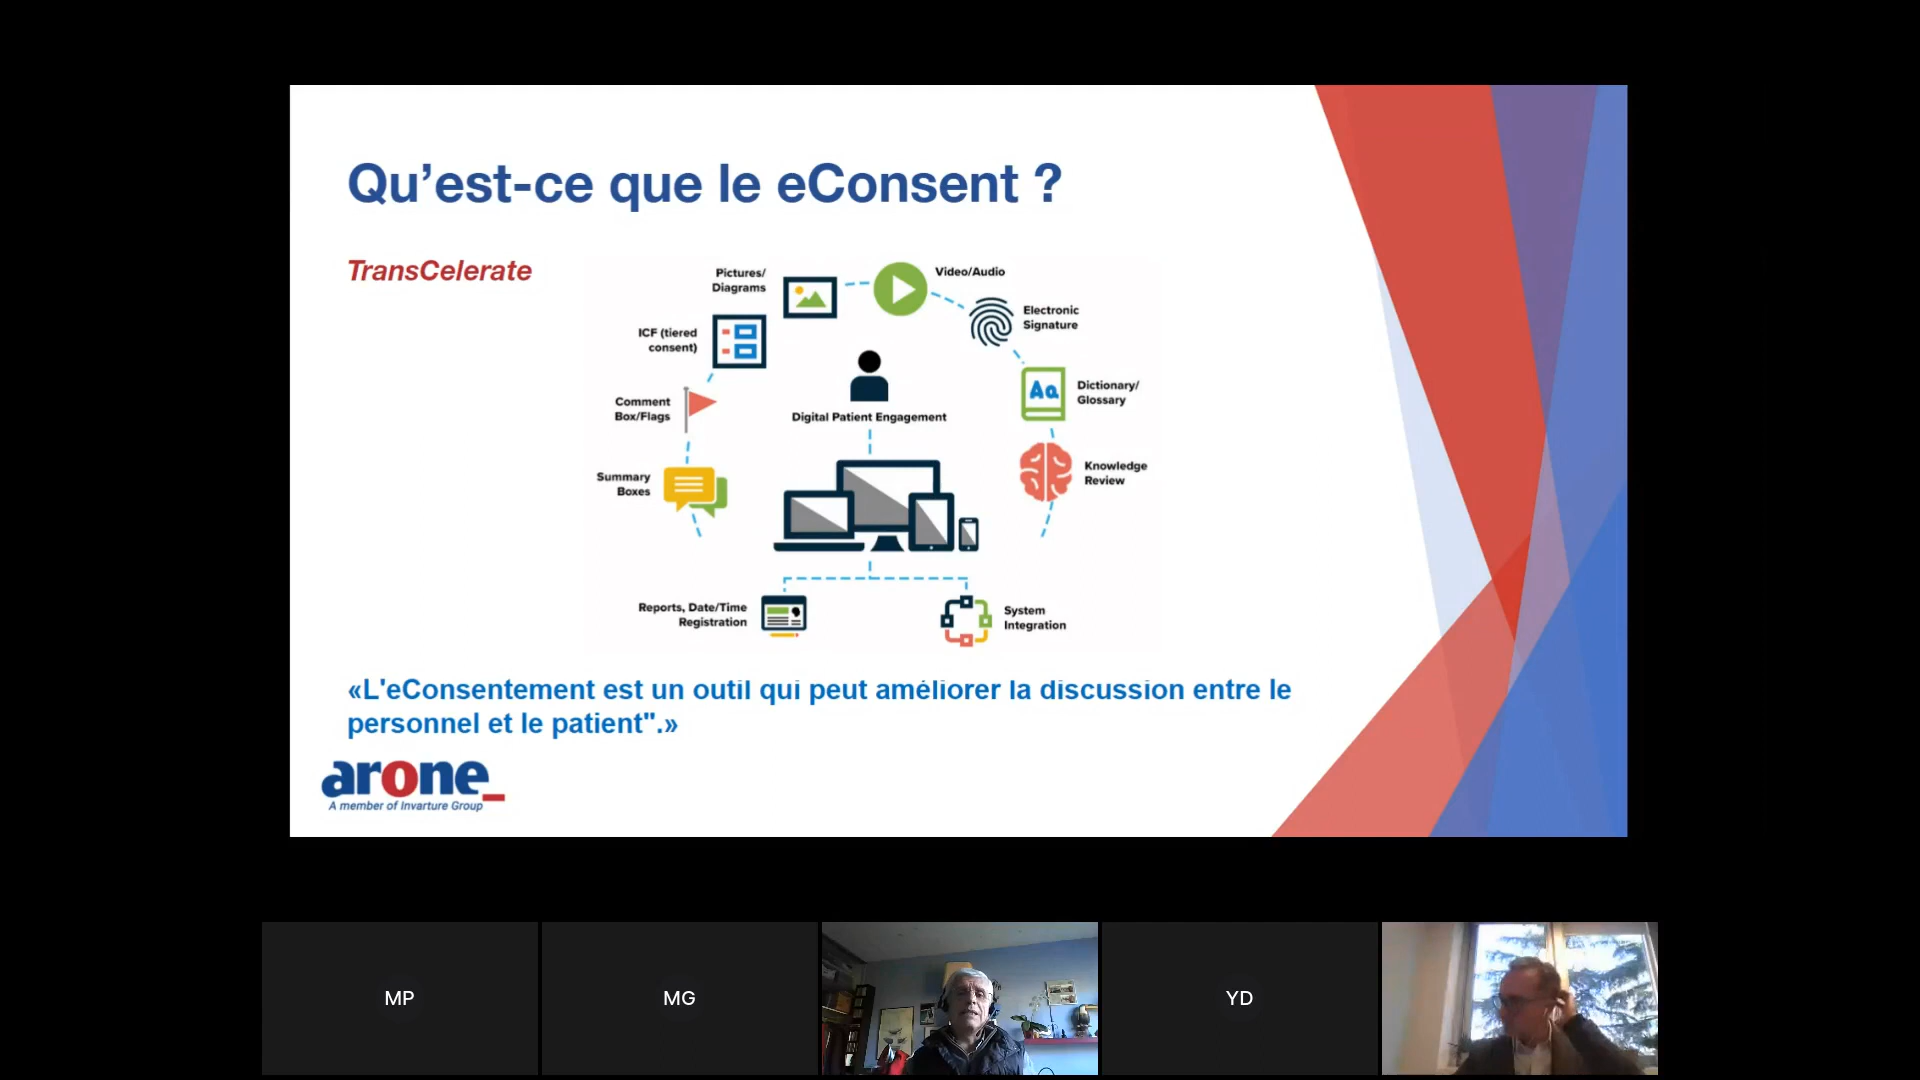 Qu’est-ce que le eConsent ?
TransCelerate
Pictures/
Diagrams
Video/Audio
Electronic
Signature
ICF (tiered
consent)
Dictionary/
Glossary
Aa
Comment
Box/Flags
Digital Patient Engagement
Knowledge
Review
Summary
Boxes
Reports, Date/Time
Registration
System
Integration
«L'eConsentement est un outil qui peut améliorer la discussion entre le
personnel et le patient".»
arone_
A member of Invarture Group
MP
MG
YD